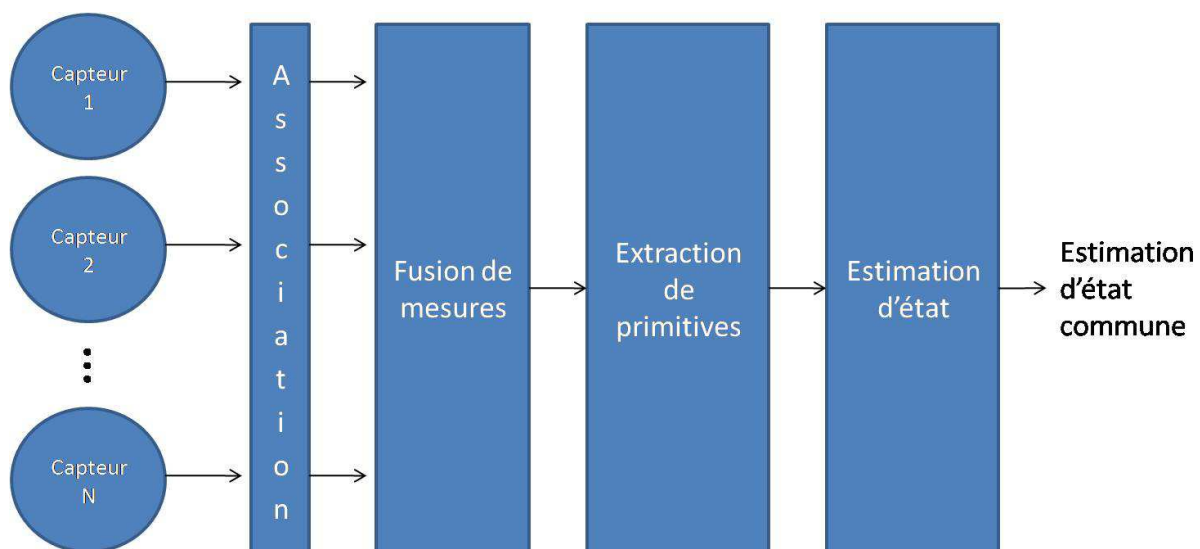 Capteur
1
Capteur
2
Capteur
N
A
s
s
o
c
i
a
t
i
o
n
Fusion de
mesures
Extraction
de
primitives
Estimation
d'état
Estimation
d'état
commune